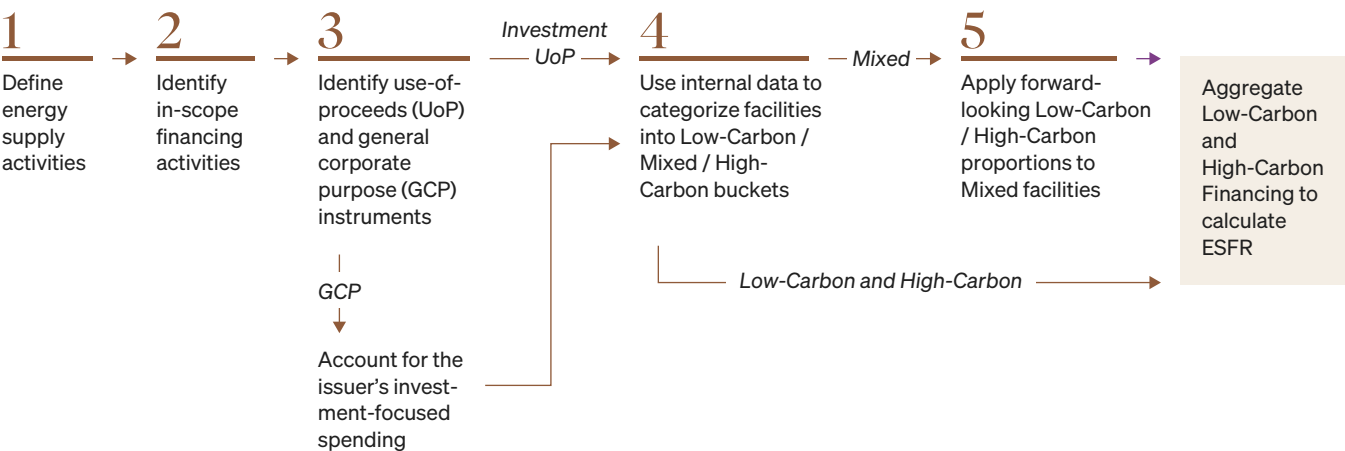 1
Define
energy
supply
activities
2
Identify
in-scope
financing
activities
3
Identify use-of-
proceeds (UoP)
and general
corporate
purpose (GCP)
instruments
GCP
Account for the
issuer's invest-
ment-focused
spending
Investment
UoP
4
Use internal data to
categorize facilities
into Low-Carbon /
Mixed / High-
Carbon buckets
Mixed
Low-Carbon and High-Carbon
5
Apply forward-
looking Low-Carbon
/ High-Carbon
proportions to
Mixed facilities
Aggregate
Low-Carbon
and
High-Carbon
Financing to
calculate
ESFR